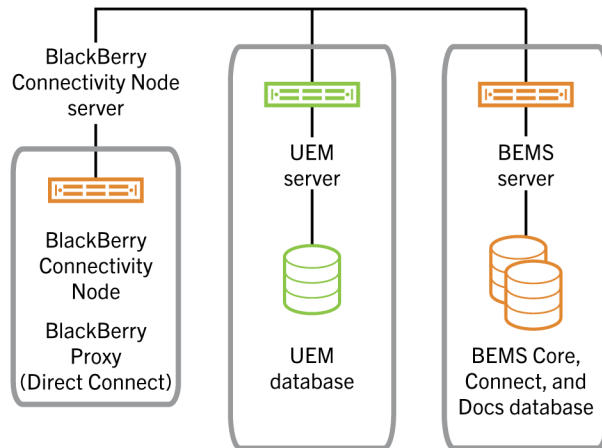 BlackBerry
Connectivity Node
server
BlackBerry
Connectivity
Node
BlackBerry
Proxy
(Direct Connect)
UEM
server
UEM
database
BEMS
server
BEMS Core,
Connect, and
Docs database